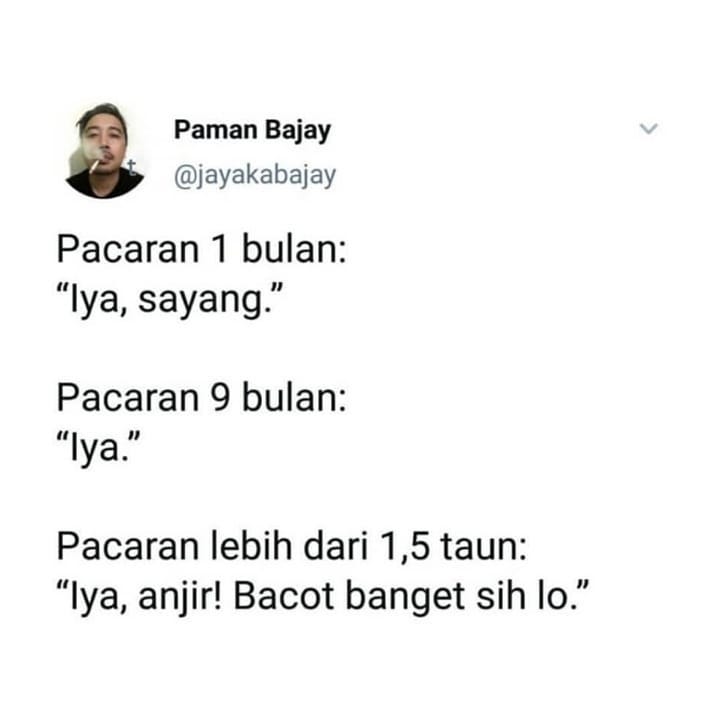 Paman Bajay
@jayakabajay
Pacaran 1 bulan:
“Iya, sayang.”
Pacaran 9 bulan:
“Iya.”
Pacaran lebih dari 1,5 taun:
“Iya, anjir! Bacot banget sih lo.”